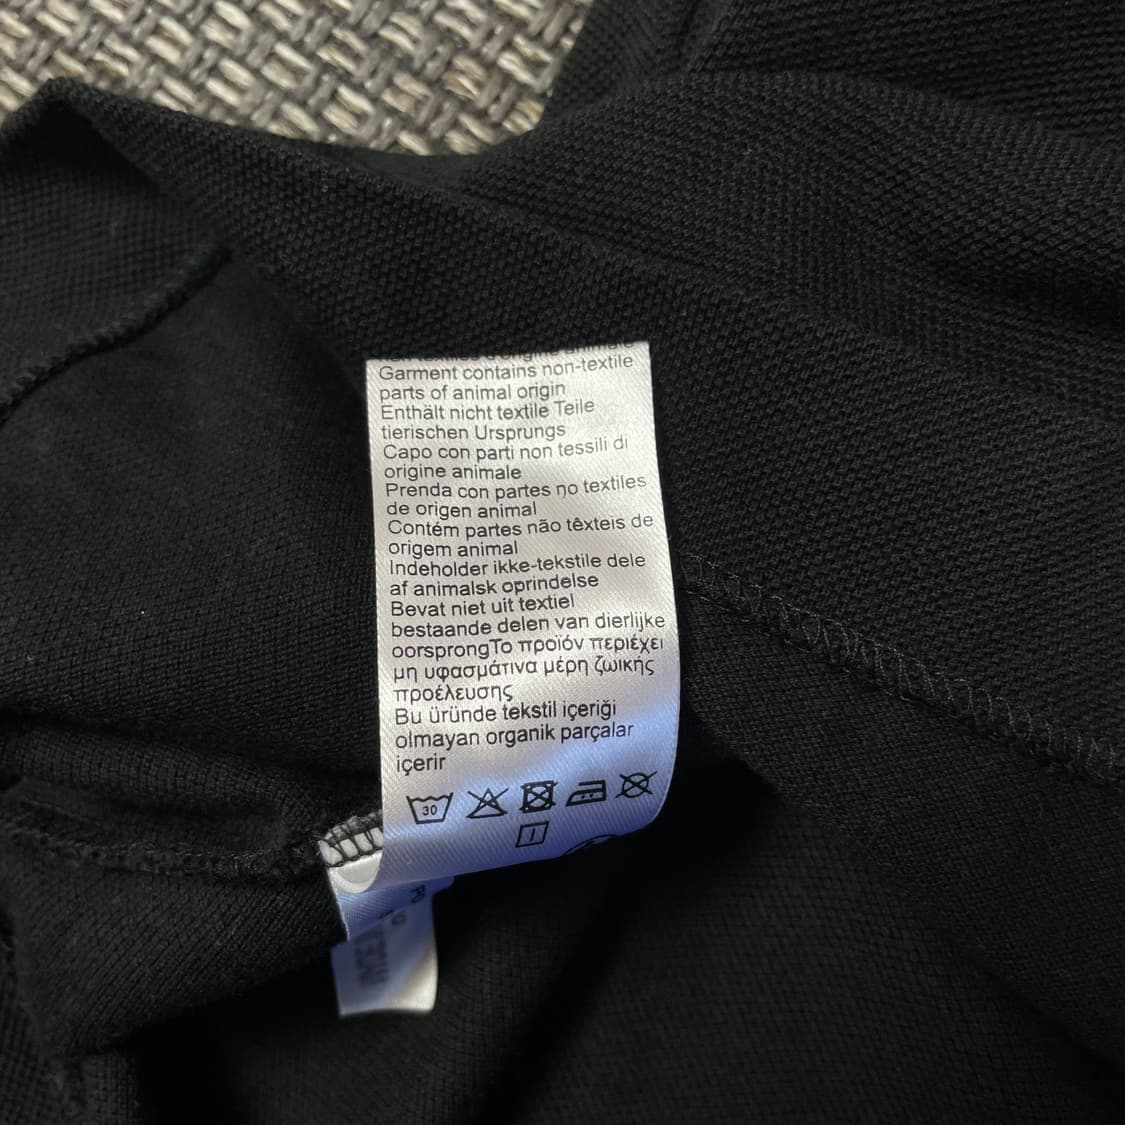 Garment contains non-textile
parts of animal origin
Enthält nicht textile Teile
tierischen Ursprungs
Capo con parti non tessili di
origine animale
Prenda con partes no textiles
de origen animal
Contém partes não têxteis de
origem animal
Indeholder ikke-tekstile dele
af animalsk oprindelse
Bevat niet uit textiel
bestaande delen van dierlijke
oorsprongΤο προϊόν περιέχει
μη υφασμάτινα μέρη ζωικής
προέλευσης
Bu üründe tekstil içeriği
olmayan organik parçalar
içerir
30